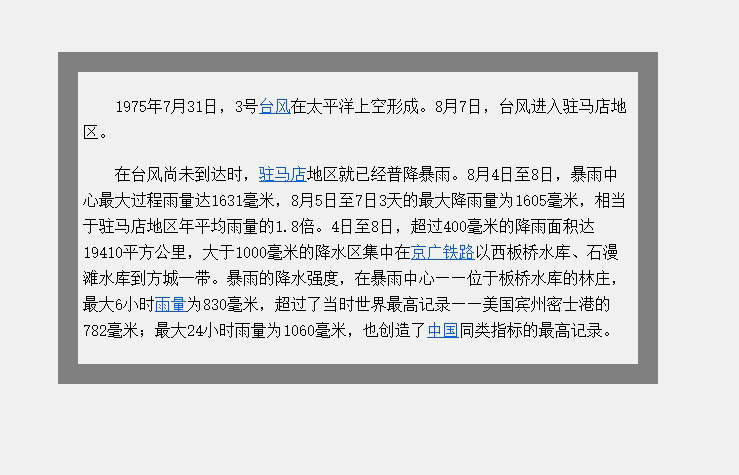 1975年7月31日，3号台风在太平洋上空形成。8月7日，台风进入驻马店地
区。
在台风尚未到达时，驻马店地区就已经普降暴雨。8月4日至8日，暴雨中
心最大过程雨量达1631毫米，8月5日至7日3天的最大降雨量为1605毫米，相当
于驻马店地区年平均雨量的1.8倍。4日至8日，超过400毫米的降雨面积达
19410平方公里，大于1000毫米的降水区集中在京广铁路以西板桥水库、石漫
滩水库到方城一带。暴雨的降水强度，在暴雨中心——位于板桥水库的林庄，
最大6小时雨量为830毫米，超过了当时世界最高记录——美国宾州密士港的
782毫米；最大24小时雨量为1060毫米，也创造了中国同类指标的最高记录。